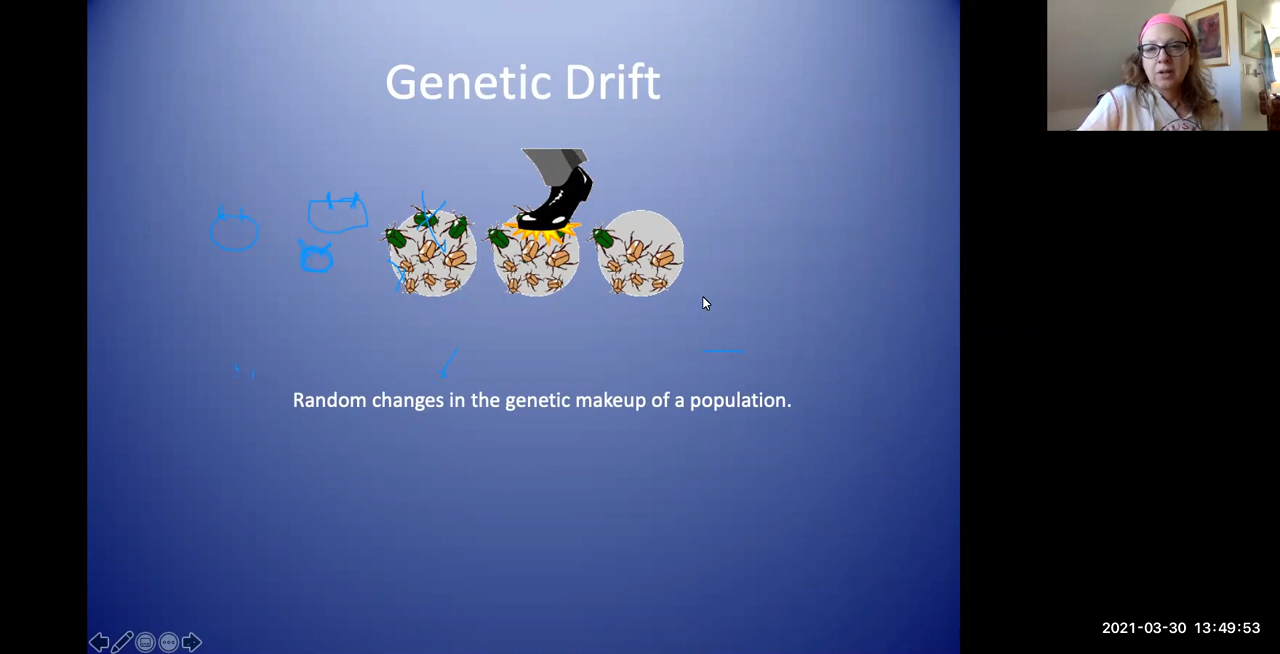 Genetic Drift
Random changes in the genetic makeup of a population.
2021-03-30 13:49:53